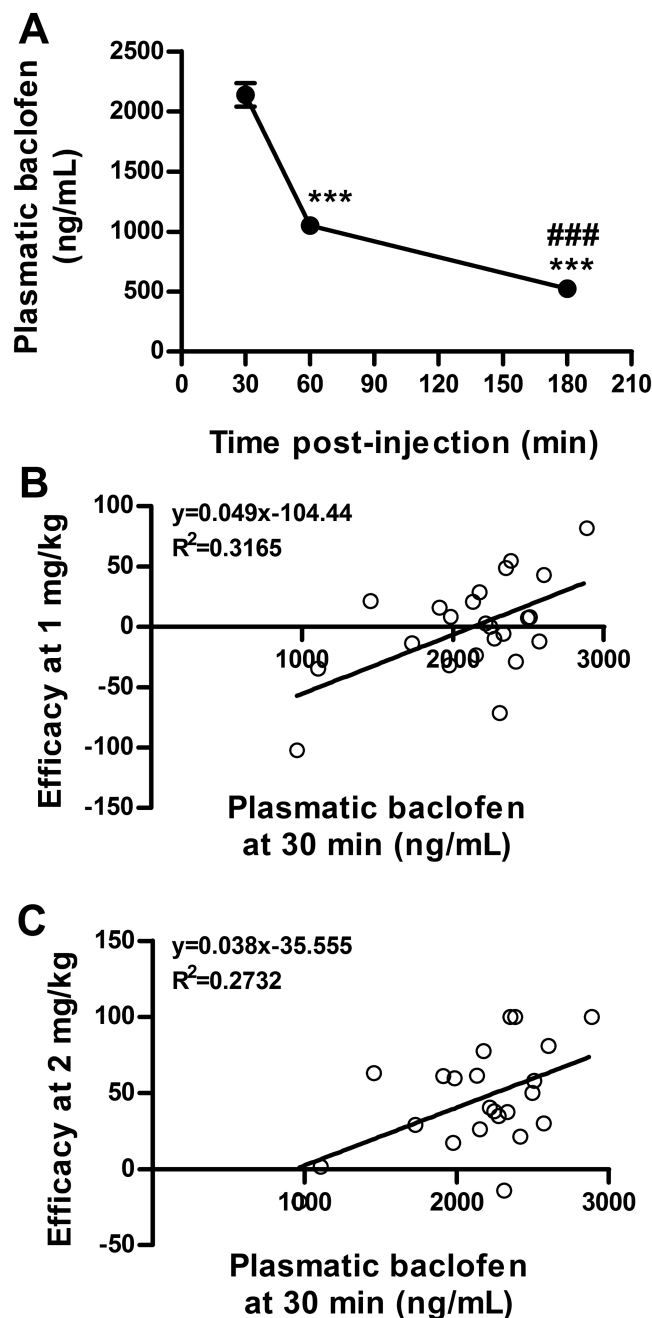 A
Plasmatic baclofen
(ng/mL)
2500
2000
1500
1000
500
0
***
###
***
0 30 60 90 120 150 180 210
Time post-injection (min)
B
Efficacy at 1 mg/kg
y=0.049x-104.44
R²=0.3165
100
50
0
-50
-100
-150
1000 2000 3000
Plasmatic baclofen
at 30 min (ng/mL)
C
Efficacy at 2 mg/kg
y=0.038x-35.555
R²=0.2732
150
100
50
0
-50
1000 2000 3000
Plasmatic baclofen
at 30 min (ng/mL)